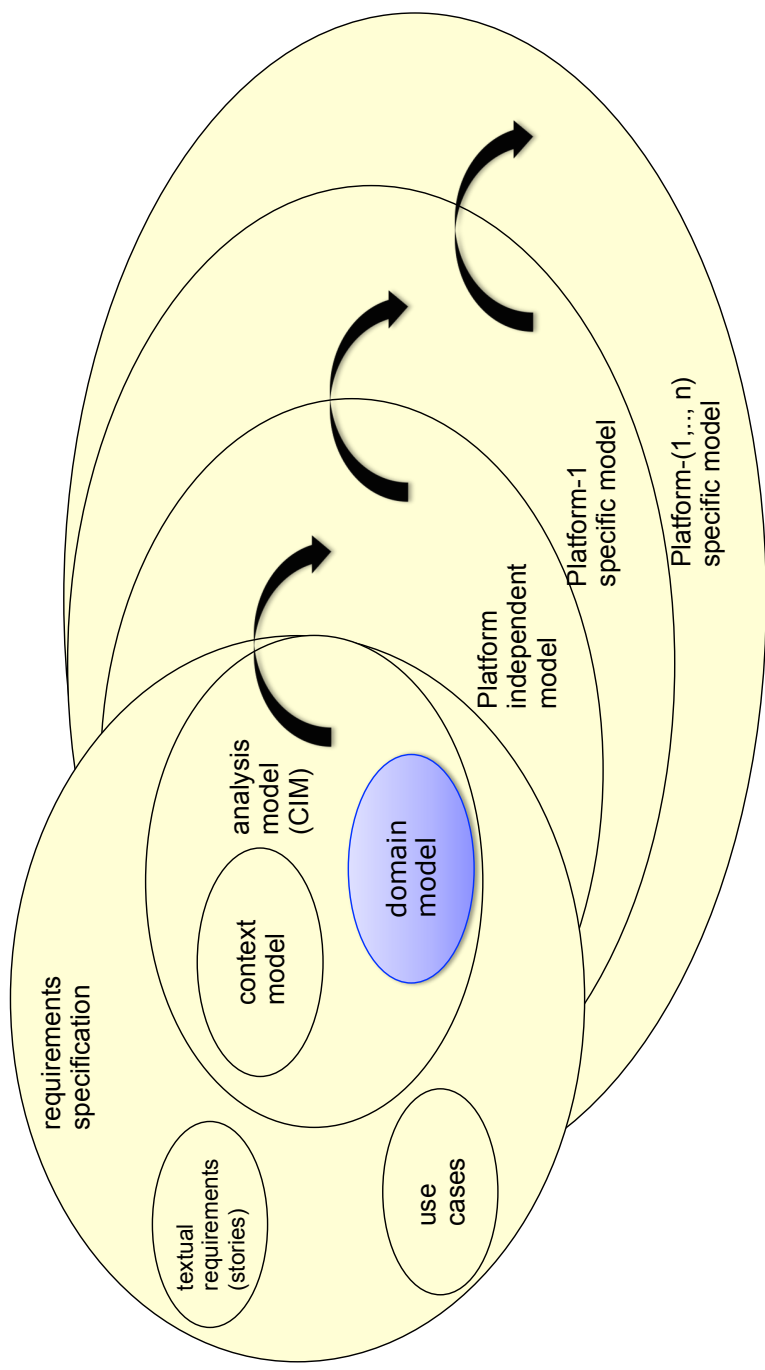 requirements
specification
textual
requirements
(stories)
use
cases
context
model
analysis
model
(CIM)
domain
model
Platform
independent
model
Platform-1
specific model
Platform-(1,.., n)
specific model